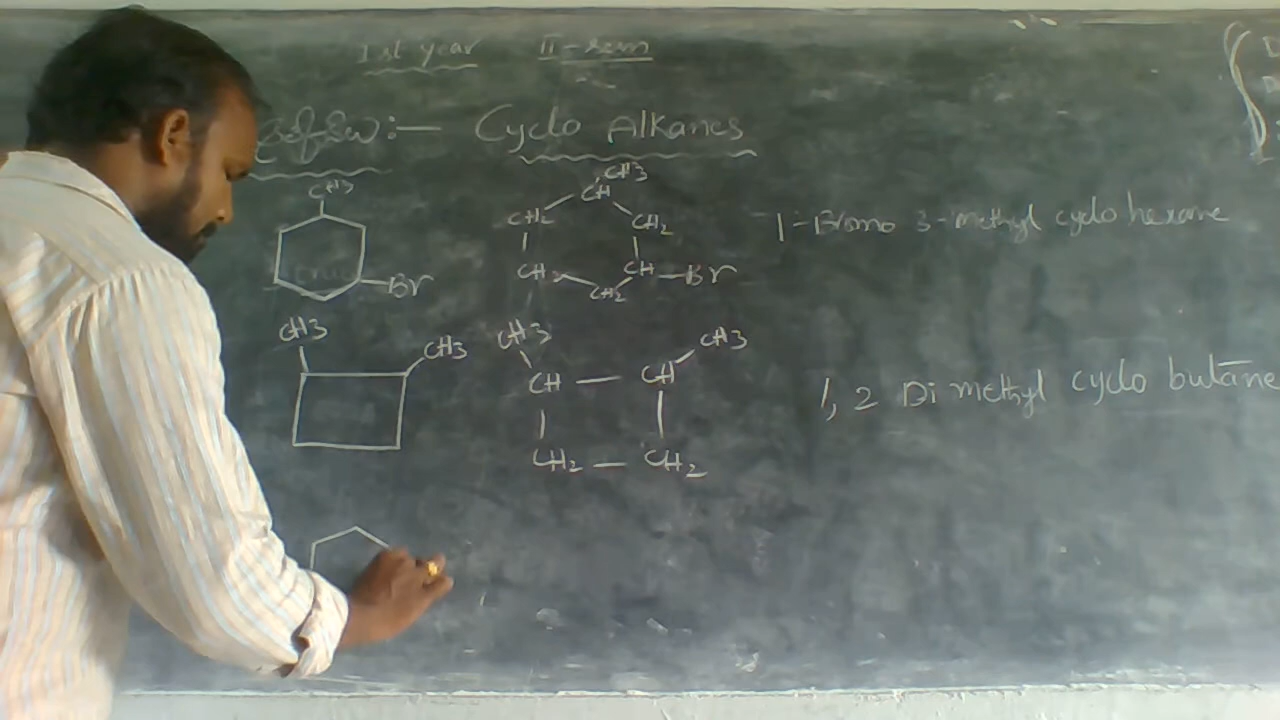 1st year II-sem
:— Cyclo Alkanes
CH3
Br
CH3
CH
CH2
CH2
CH2
CH
CH2
Br
1-Bromo 3-methyl cyclo hexane
CH3
CH3
CH3
CH3
CH — CH
CH2 — CH2
1, 2 Di methyl cyclo butane